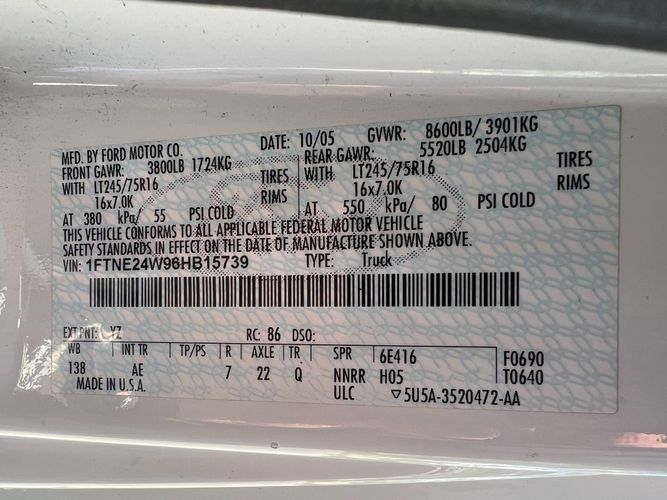 MFD. BY FORD MOTOR CO. DATE: 10/05 GVWR: 8600LB/ 3901KG
FRONT GAWR: 3800LB 1724KG REAR GAWR: 5520LB 2504KG
WITH LT245/75R16 TIRES WITH LT245/75R16 TIRES
16x7.0K RIMS 16x7.0K RIMS
AT 380 kPa/ 55 PSI COLD AT 550 kPa/ 80 PSI COLD
THIS VEHICLE CONFORMS TO ALL APPLICABLE FEDERAL MOTOR VEHICLE
SAFETY STANDARDS IN EFFECT ON THE DATE OF MANUFACTURE SHOWN ABOVE.
VIN: 1FTNE24W96HB15739 TYPE: Truck
EXT PNT: YZ RC: 86 DSO:
WB INT TR TP/PS R AXLE TR SPR 6E416 F0690
138 AE 7 22 Q NNRR H05 T0640
MADE IN U.S.A. ULC ▽5U5A-3520472-AA